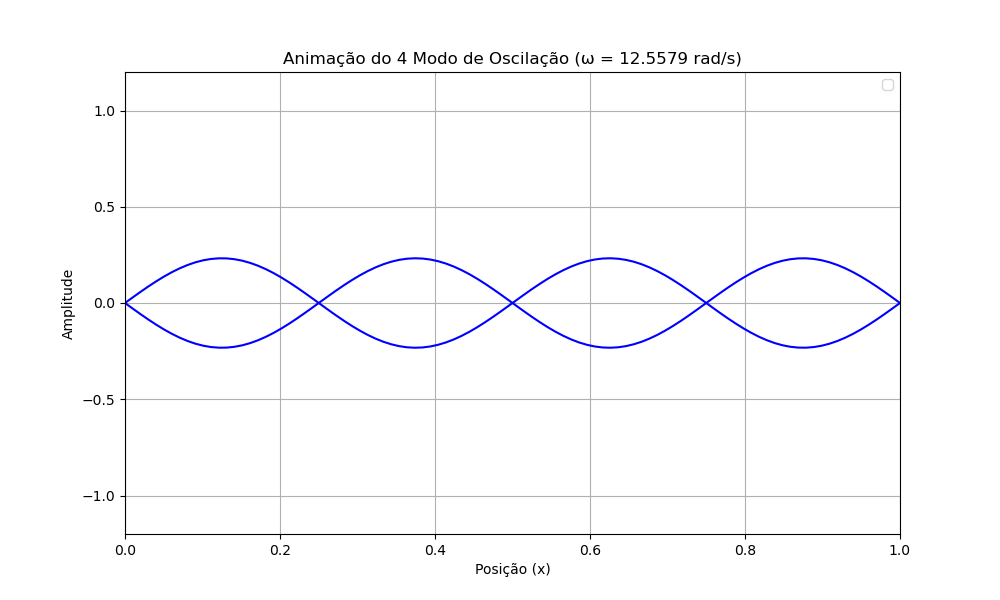 Animação do 4 Modo de Oscilação (ω = 12.5579 rad/s)
1.0
0.5
0.0
−0.5
−1.0
Amplitude
0.0 0.2 0.4 0.6 0.8 1.0
Posição (x)